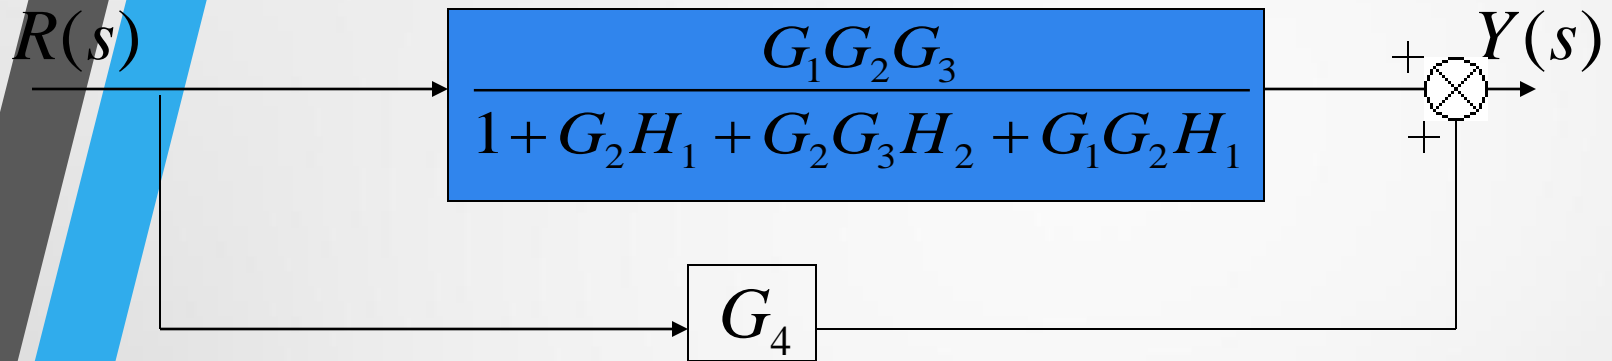 R(s)
G₁G₂G₃
Y(s)
+
1+G₂H₁+G₂G₃H₂+G₁G₂H₁
+
G₄